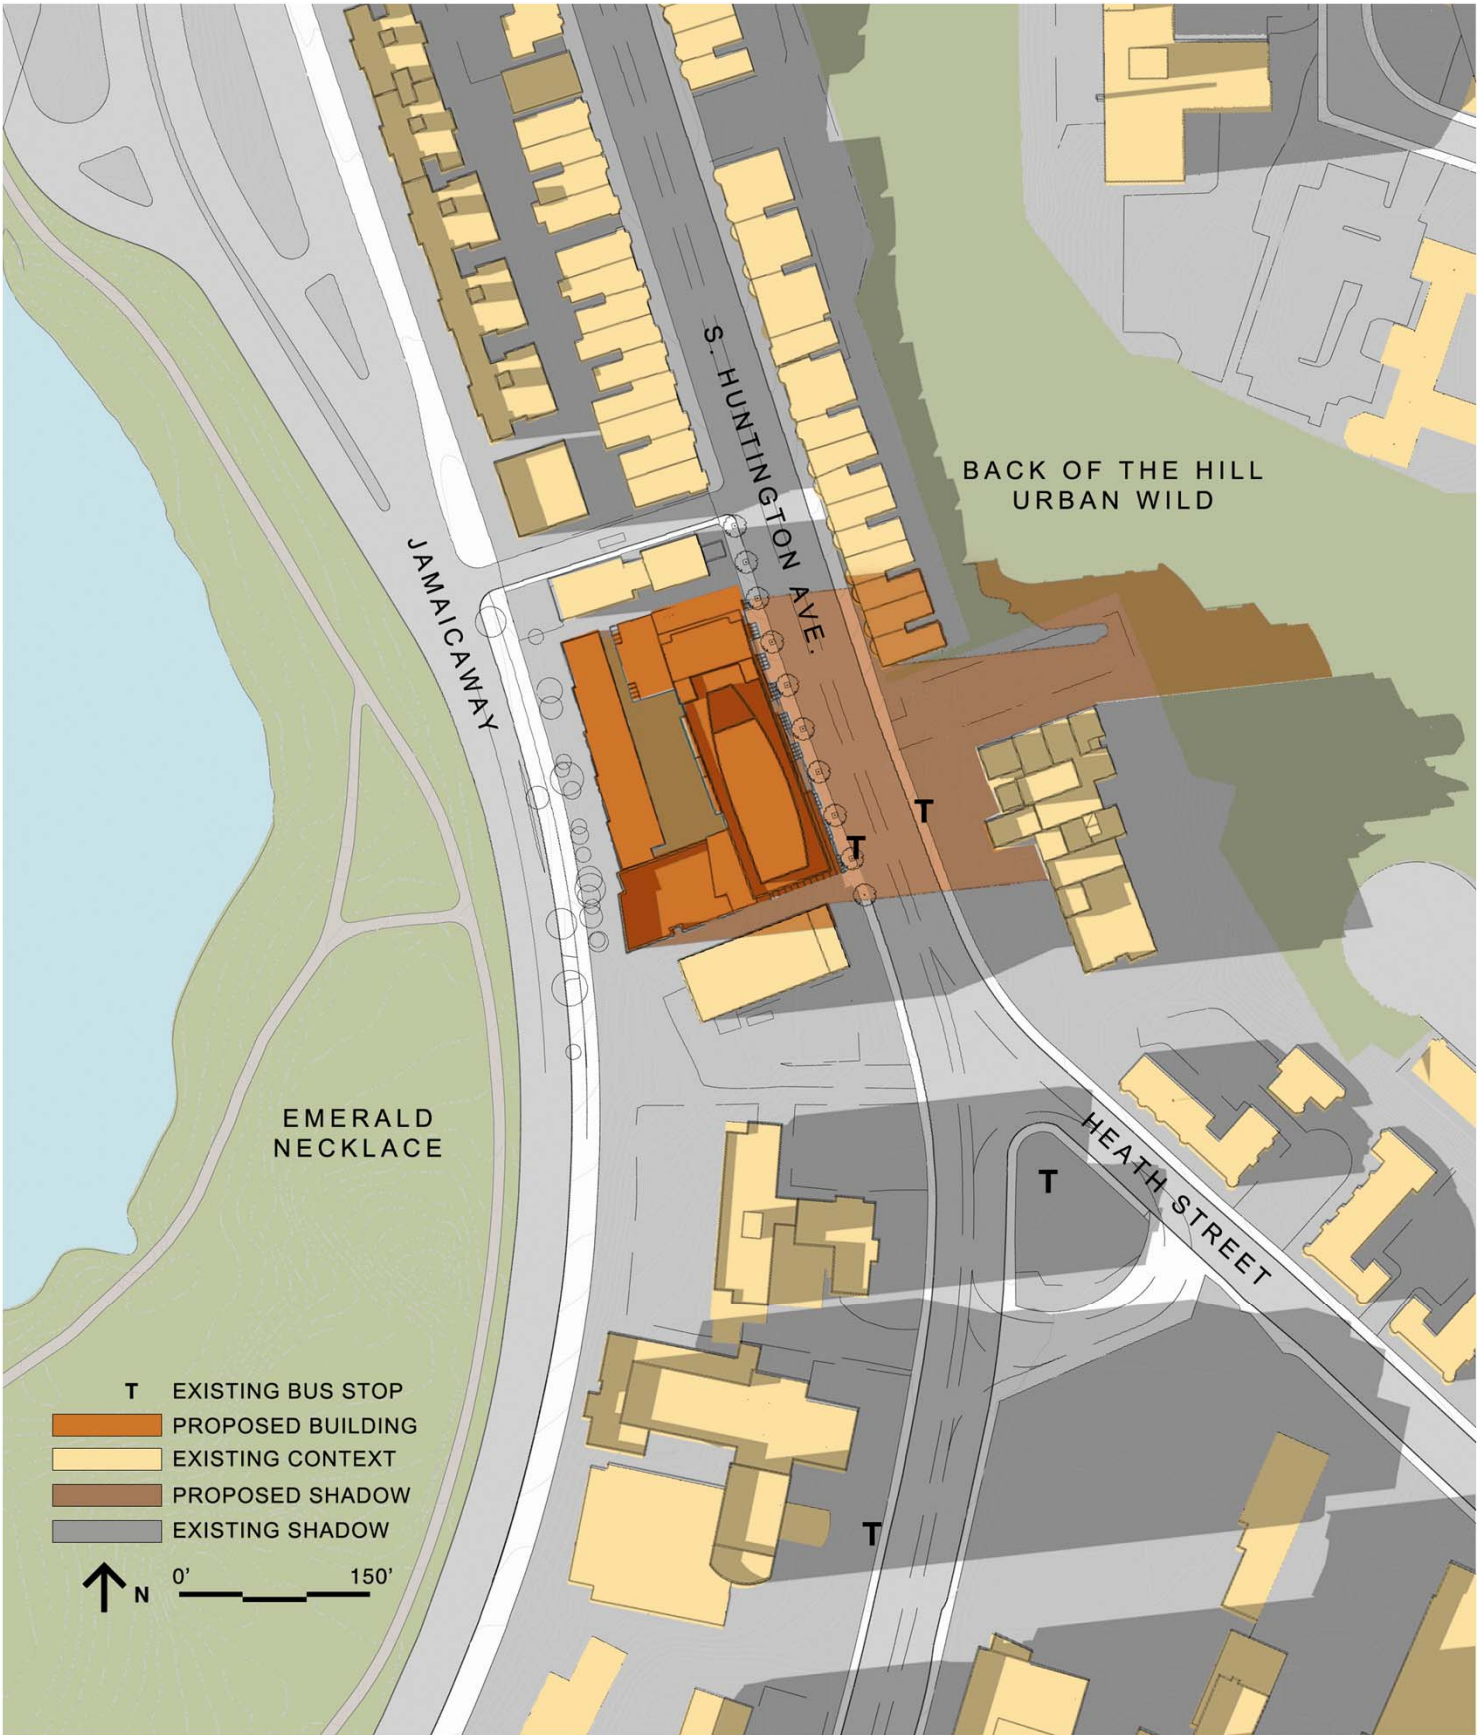 S. HUNTINGTON AVE.
BACK OF THE HILL
URBAN WILD
JAMAICAWAY
T
T
EMERALD
NECKLACE
HEATH STREET
T
T
T EXISTING BUS STOP
PROPOSED BUILDING
EXISTING CONTEXT
PROPOSED SHADOW
EXISTING SHADOW
N 0' 150'